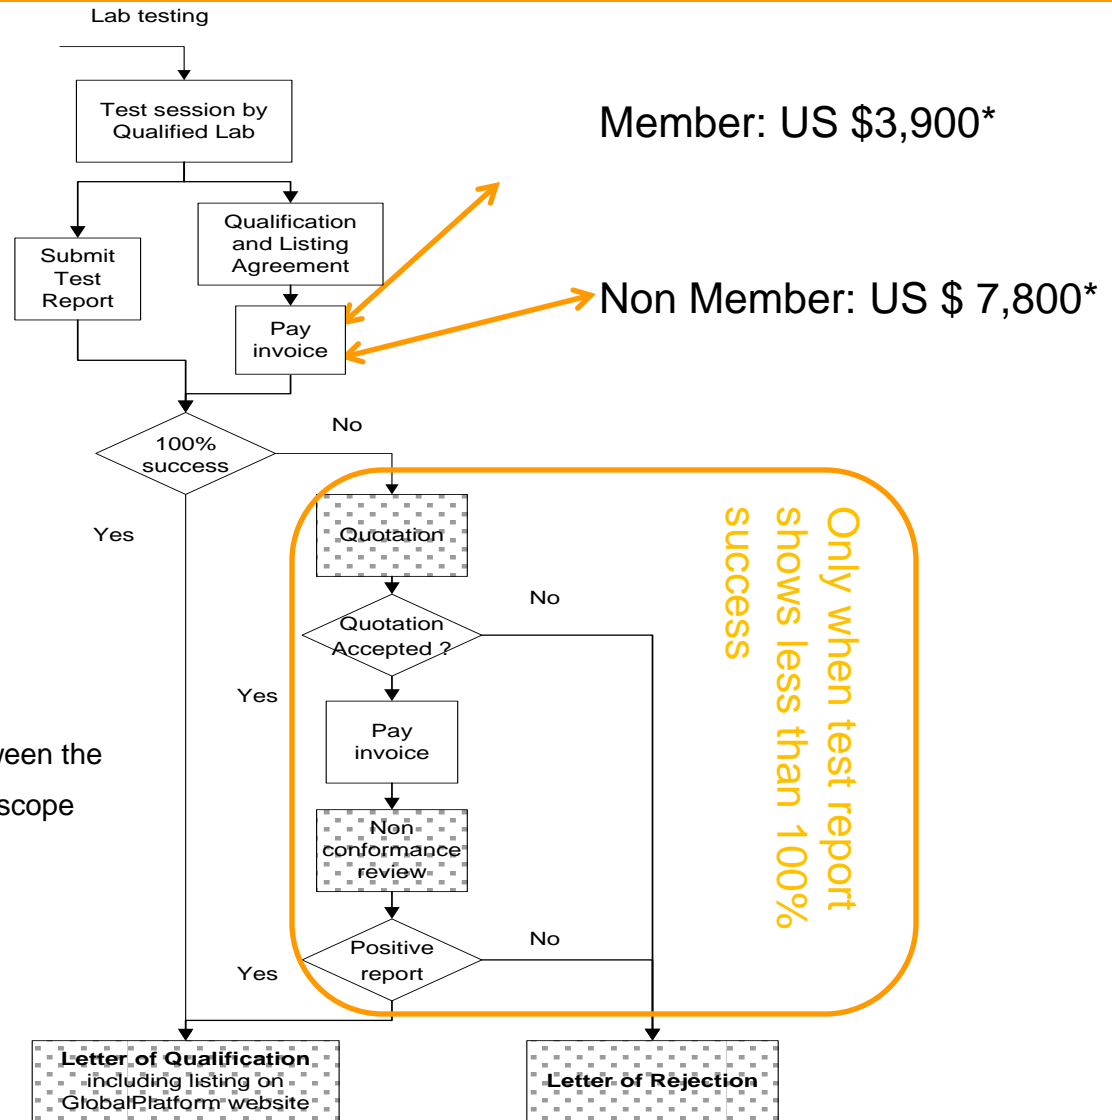 Lab testing
Test session by
Qualified Lab
Member: US $3,900*
Qualification
and Listing
Agreement
Submit
Test
Report
Non Member: US $ 7,800*
Pay
invoice
No
100%
success
Yes
Quotation
Only when test report
shows less than 100%
success
No
Quotation
Accepted ?
Yes
Pay
invoice
the
scope
Non
conformance
review
No
Positive
report
Yes
Letter of Qualification
including listing on
GlobalPlatform website
Letter of Rejection